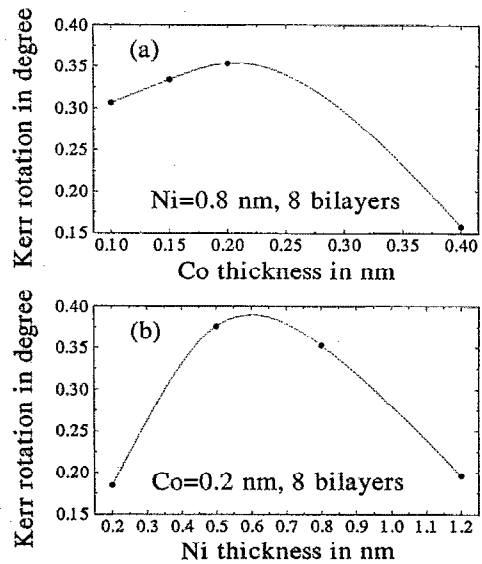 Kerr rotation in degree
0.40
0.35
0.30
0.25
0.20
0.15
(a)
Ni=0.8 nm, 8 bilayers
0.10 0.15 0.20 0.25 0.30 0.35 0.40
Co thickness in nm
Kerr rotation in degree
0.40
0.35
0.30
0.25
0.20
0.15
(b)
Co=0.2 nm, 8 bilayers
0.2 0.3 0.4 0.5 0.6 0.7 0.8 0.9 1.0 1.1 1.2
Ni thickness in nm